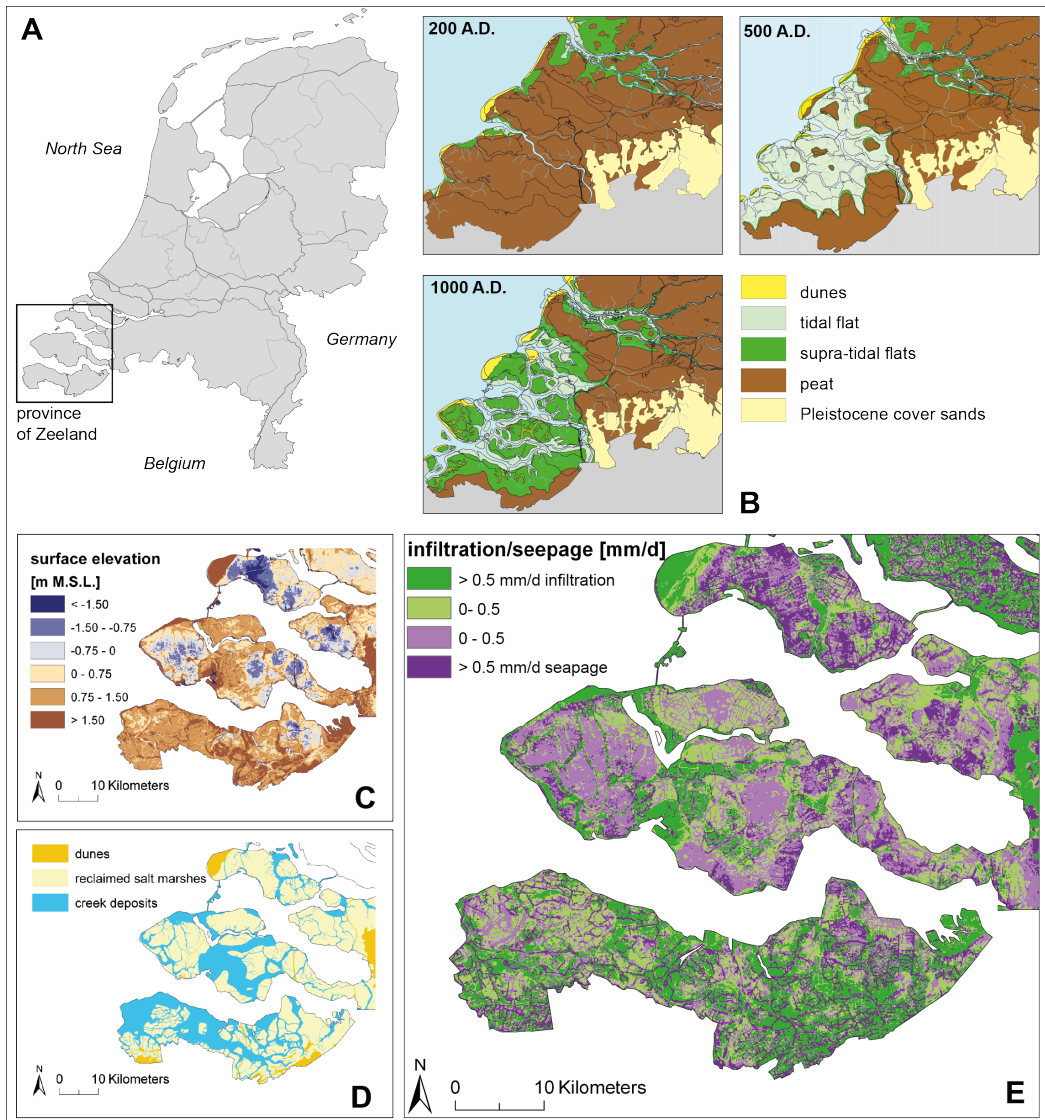 A
North Sea
Germany
province
of Zeeland
Belgium
200 A.D.
500 A.D.
1000 A.D.
dunes
tidal flat
supra-tidal flats
peat
Pleistocene cover sands
B
surface elevation
[m M.S.L.]
< -1.50
-1.50 - -0.75
-0.75 - 0
0 - 0.75
0.75 - 1.50
> 1.50
N
0 10 Kilometers
C
dunes
reclaimed salt marshes
creek deposits
N
0 10 Kilometers
D
infiltration/seepage [mm/d]
> 0.5 mm/d infiltration
0- 0.5
0 - 0.5
> 0.5 mm/d seapage
N
0 10 Kilometers
E